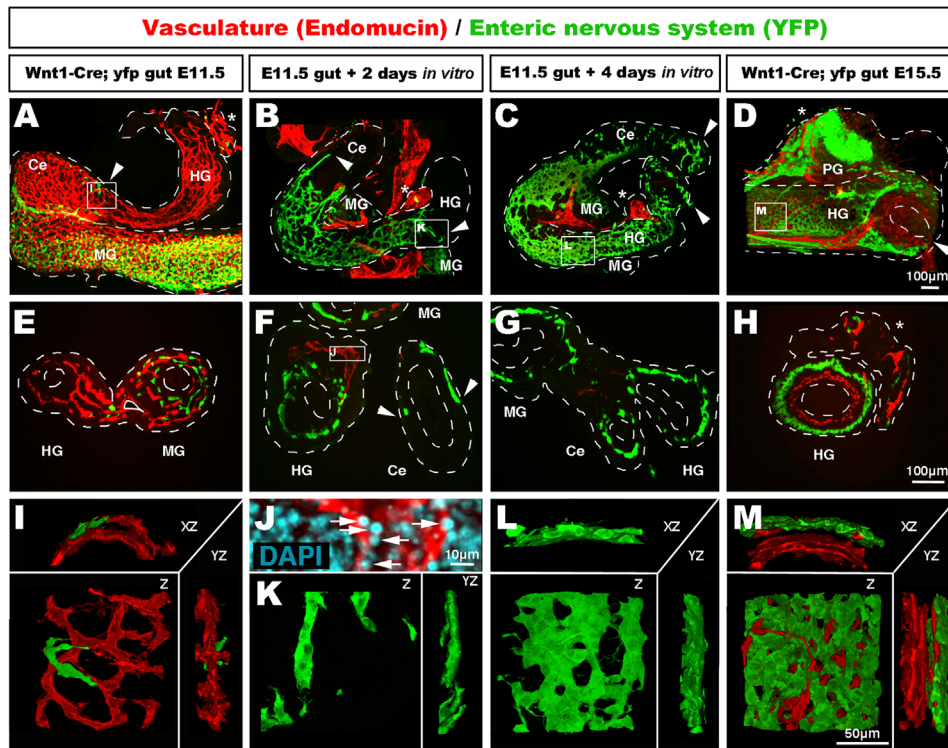 Vasculature (Endomucin) / Enteric nervous system (YFP)
Wnt1-Cre; yfp gut E11.5
E11.5 gut + 2 days in vitro
E11.5 gut + 4 days in vitro
Wnt1-Cre; yfp gut E15.5
A
*
Ce
I
HG
MG
B
Ce
MG
*
HG
K
MG
C
Ce
MG
*
HG
L
MG
D
*
PG
M
HG
100µm
E
HG
MG
F
MG
J
HG
Ce
G
MG
Ce
HG
H
*
HG
100µm
I
XZ
YZ
Z
J
DAPI
10µm
K
Z
YZ
L
XZ
YZ
Z
M
XZ
YZ
Z
50µm